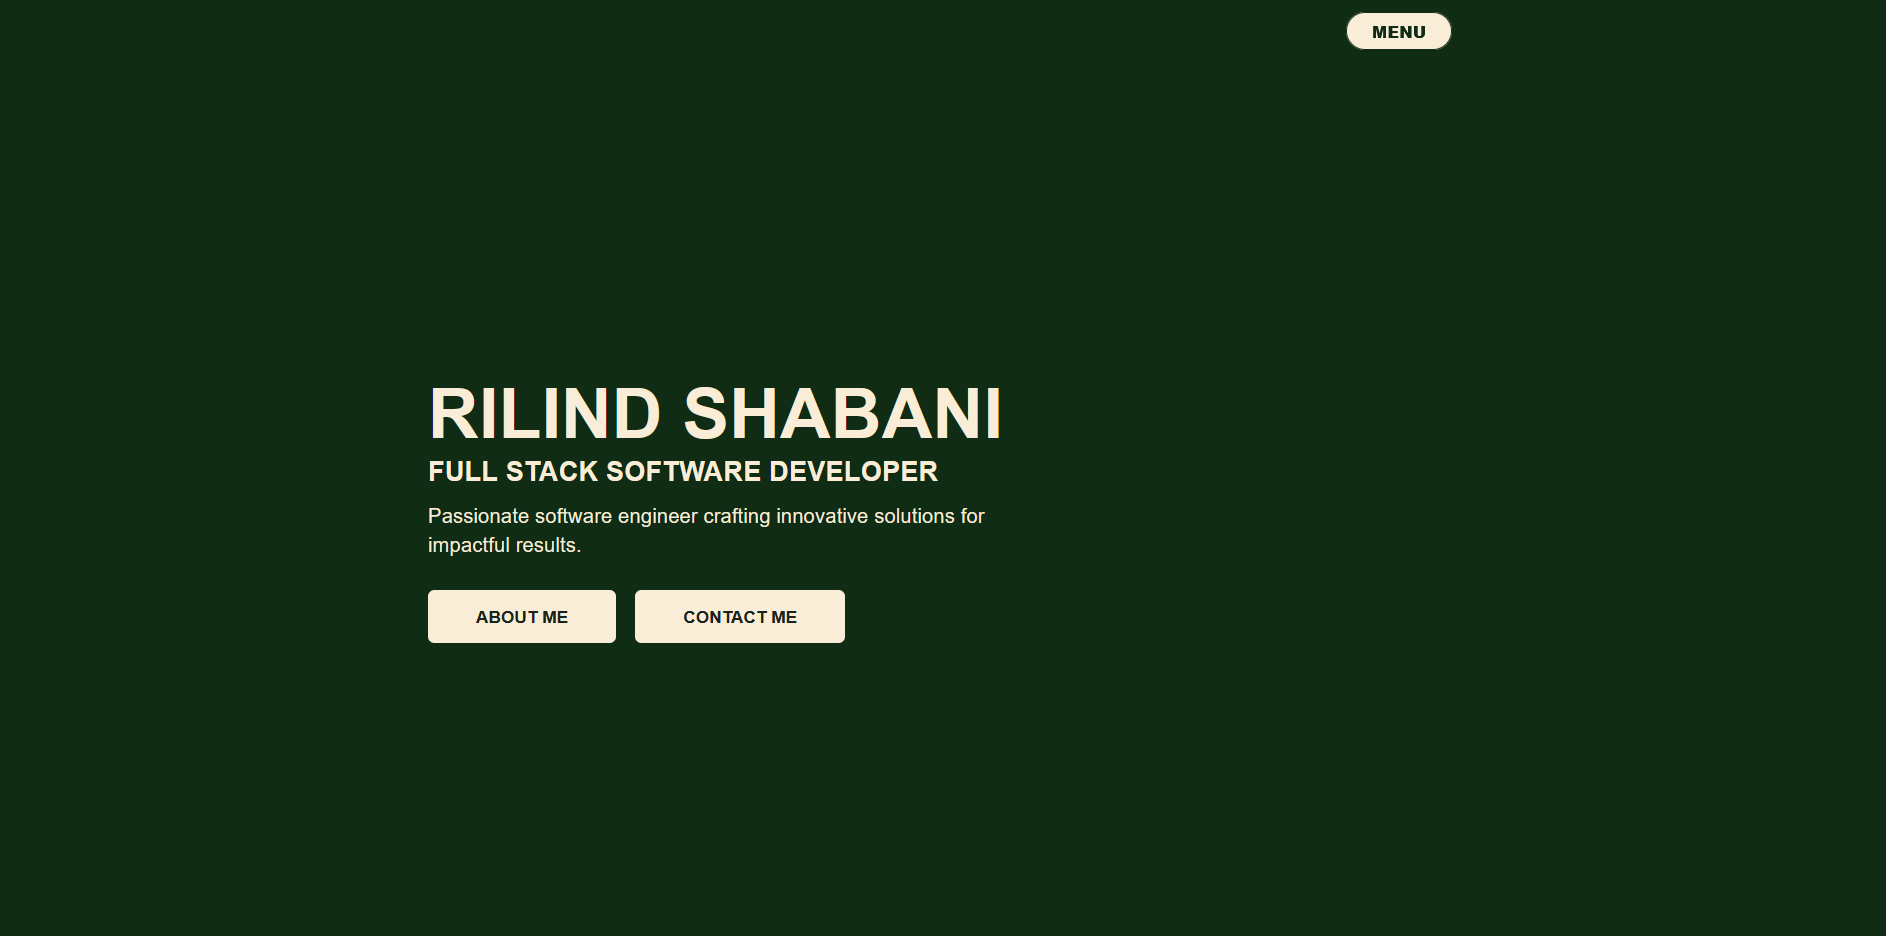 MENU
RILIND SHABANI
FULL STACK SOFTWARE DEVELOPER
Passionate software engineer crafting innovative solutions for
impactful results.
ABOUT ME
CONTACT ME